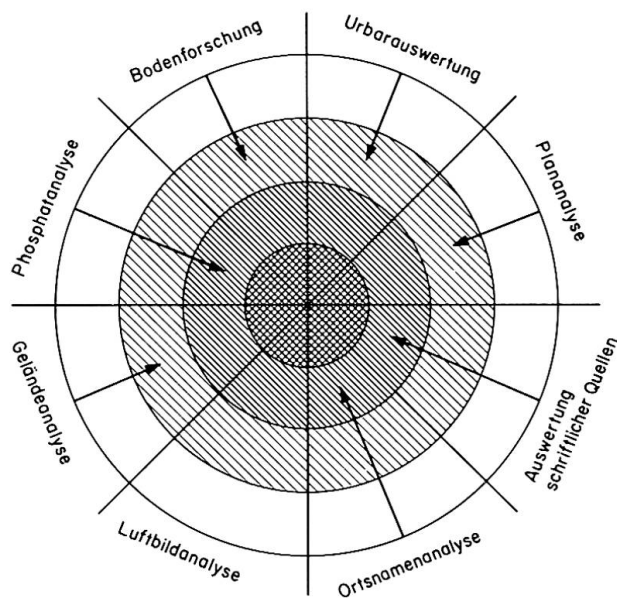 Bodenforschung
Urbarauswertung
Plananalyse
Auswertung
schriftlicher Quellen
Ortsnamenanalyse
Luftbildanalyse
Geländeanalyse
Phosphatanalyse